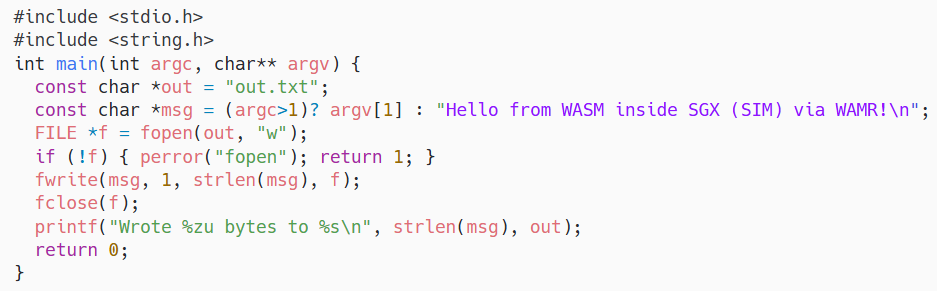 #include <stdio.h>
#include <string.h>
int main(int argc, char** argv) {
  const char *out = "out.txt";
  const char *msg = (argc>1)? argv[1] : "Hello from WASM inside SGX (SIM) via WAMR!\n";
  FILE *f = fopen(out, "w");
  if (!f) { perror("fopen"); return 1; }
  fwrite(msg, 1, strlen(msg), f);
  fclose(f);
  printf("Wrote %zu bytes to %s\n", strlen(msg), out);
  return 0;
}